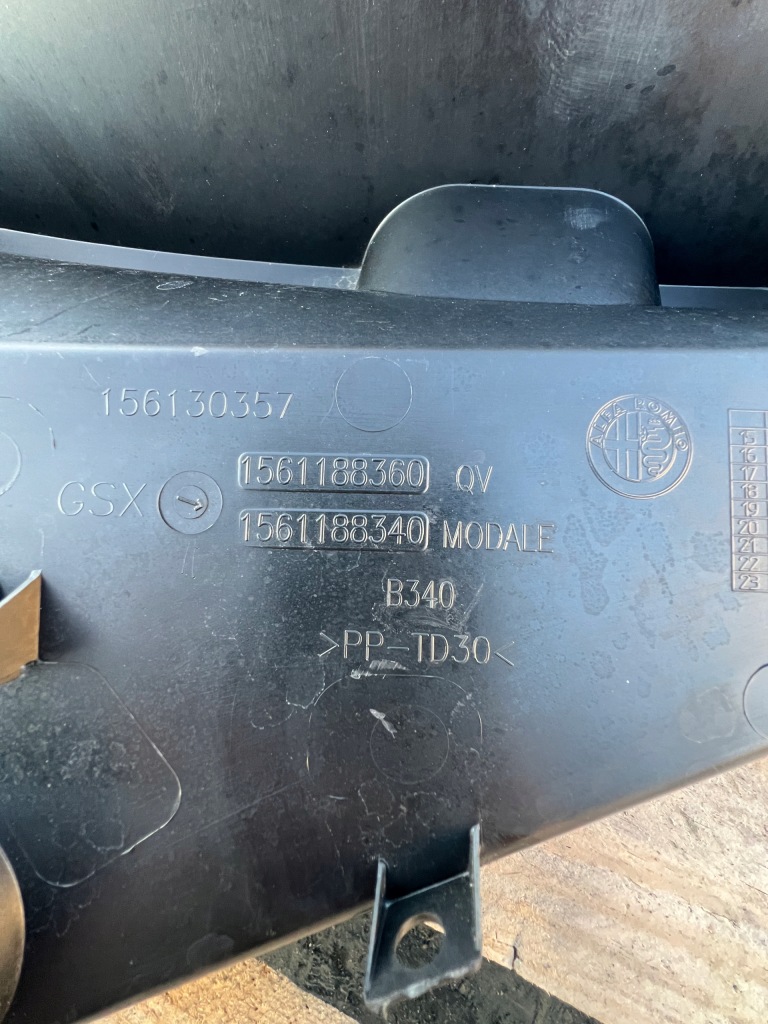 156130357
1561188360 QV
GSX
1561188340 MODALE
B340
>PP-TD30<
ALFA ROMEO
15
16
17
18
19
20
21
22
23